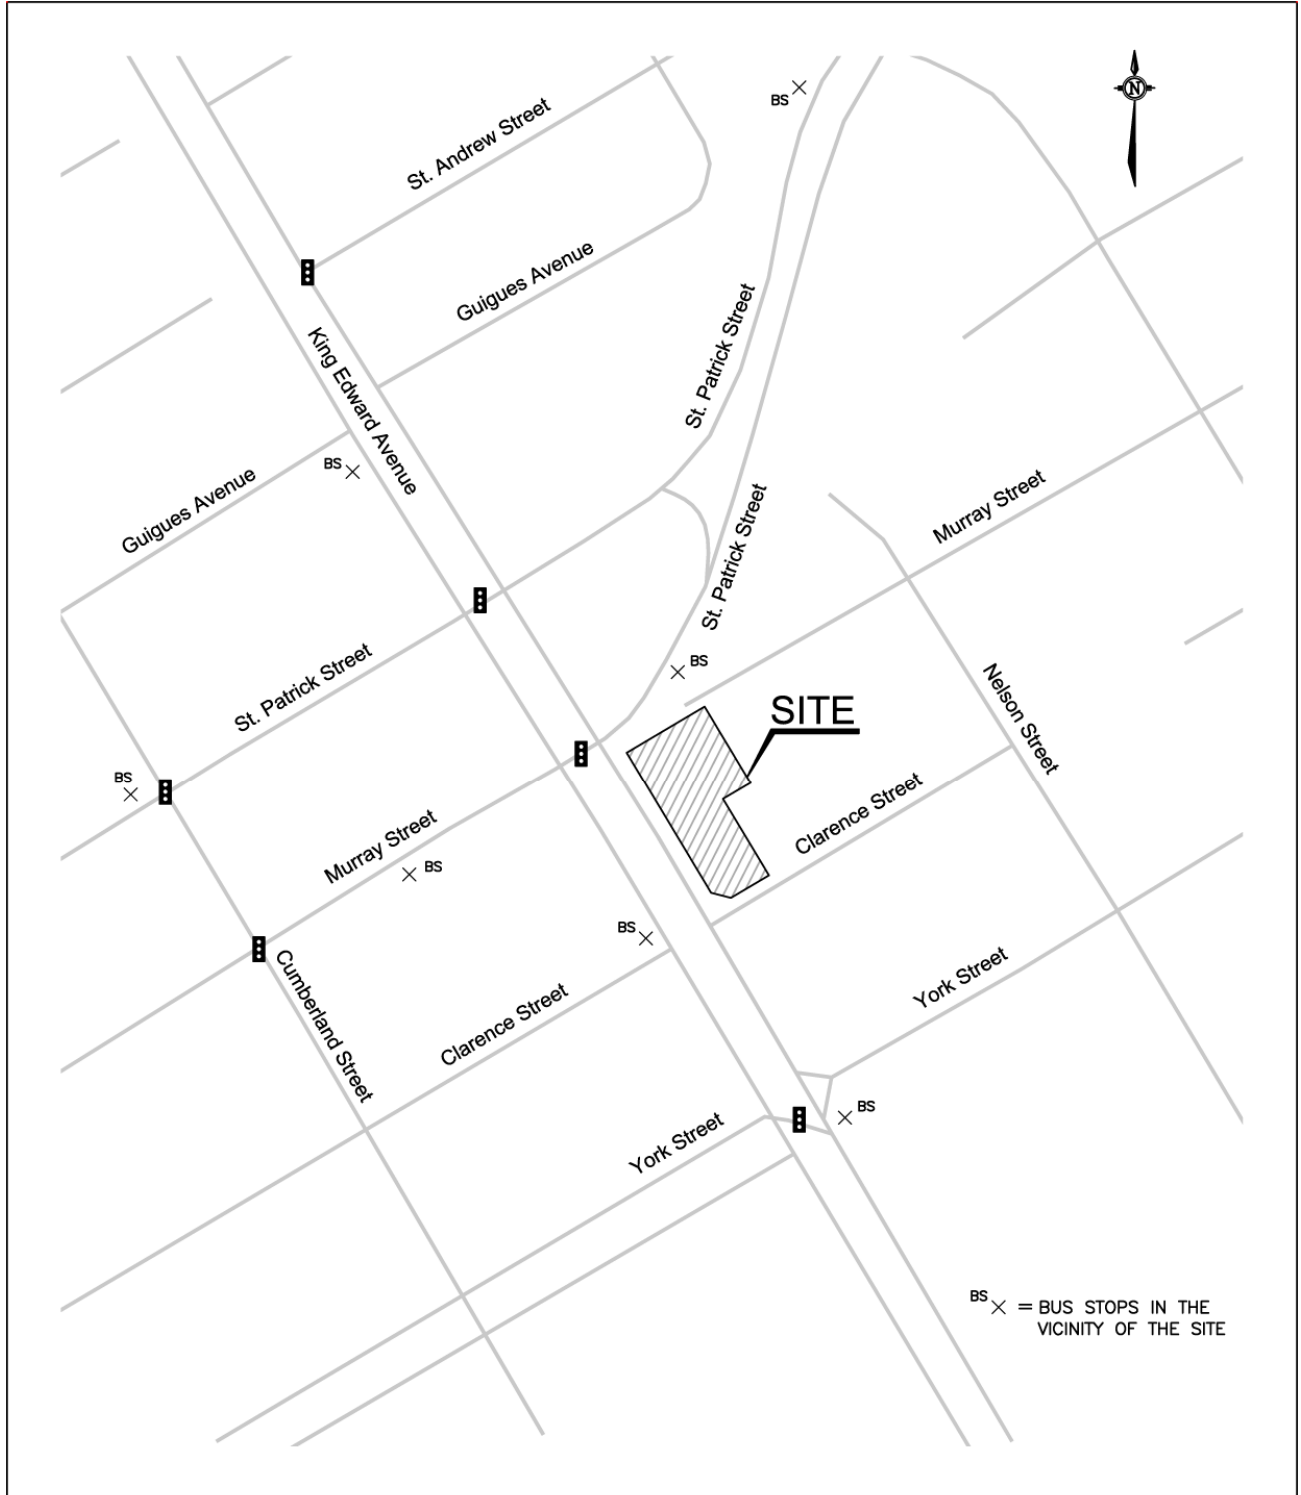 BS
N
St. Andrew Street
Guigues Avenue
St. Patrick Street
King Edward Avenue
BS
Guigues Avenue
St. Patrick Street
Murray Street
St. Patrick Street
BS
Nelson Street
SITE
BS
Murray Street
BS
Clarence Street
BS
Cumberland Street
Clarence Street
York Street
BS
York Street
BS
= BUS STOPS IN THE
VICINITY OF THE SITE